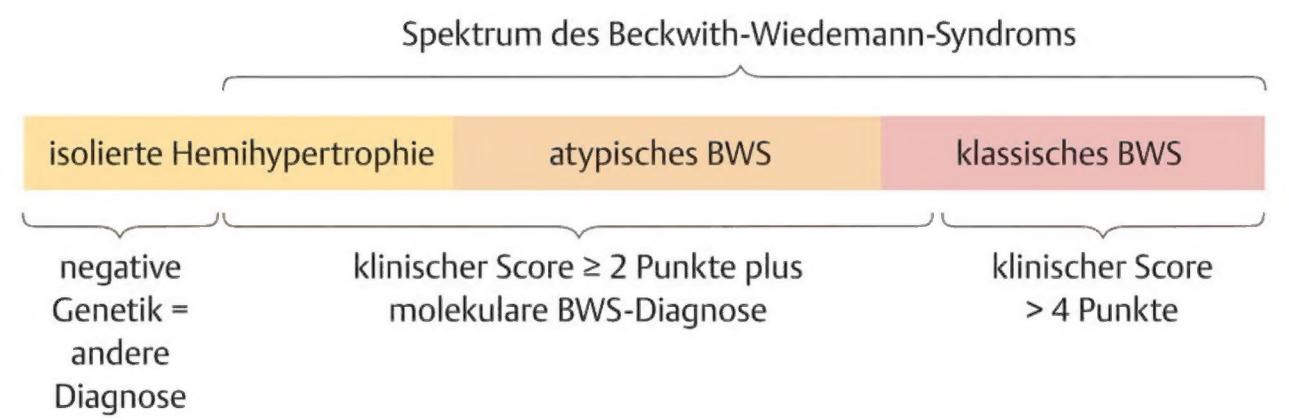 Spektrum des Beckwith-Wiedemann-Syndroms
isolierte Hemihypertrophie
atypisches BWS
klassisches BWS
negative
Genetik =
andere
Diagnose
klinischer Score ≥ 2 Punkte plus
molekulare BWS-Diagnose
klinischer Score
> 4 Punkte